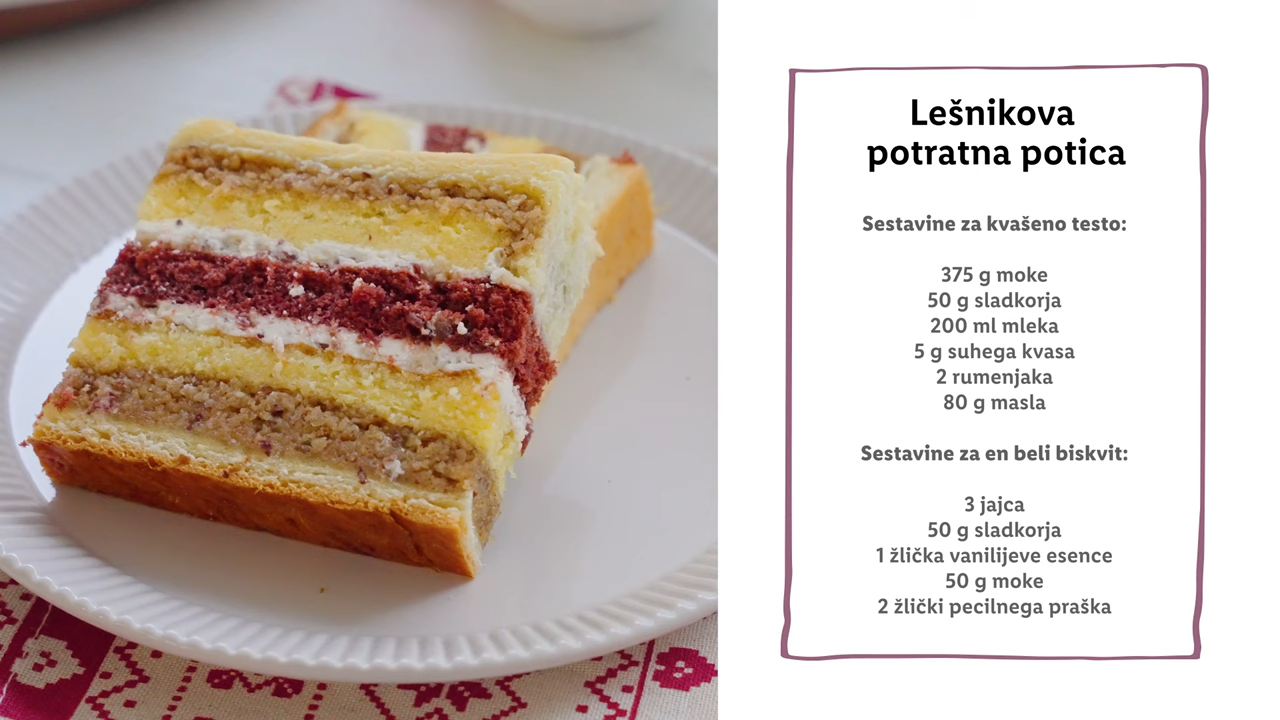 Lešnikova
potratna potica
Sestavine za kvašeno testo:
375 g moke
50 g sladkorja
200 ml mleka
5 g suhega kvasa
2 rumenjaka
80 g masla
Sestavine za en beli biskvit:
3 jajca
50 g sladkorja
1 žlička vanilijeve esence
50 g moke
2 žlički pecilnega praška